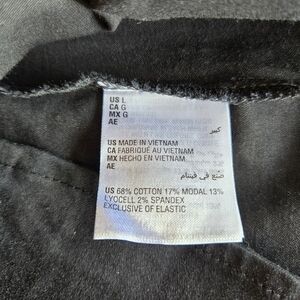 US L
CA G
MX G
AE
كبير
US MADE IN VIETNAM
CA FABRIQUÉ AU VIETNAM
MX HECHO EN VIETNAM
AE
صنع في فيتنام
US 68% COTTON 17% MODAL 13%
LYOCELL 2% SPANDEX
EXCLUSIVE OF ELASTIC